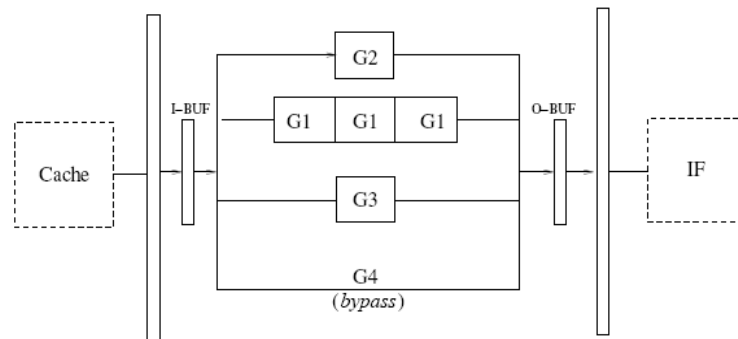 G2
I-BUF
O-BUF
G1 G1 G1
Cache
IF
G3
G4
(bypass)